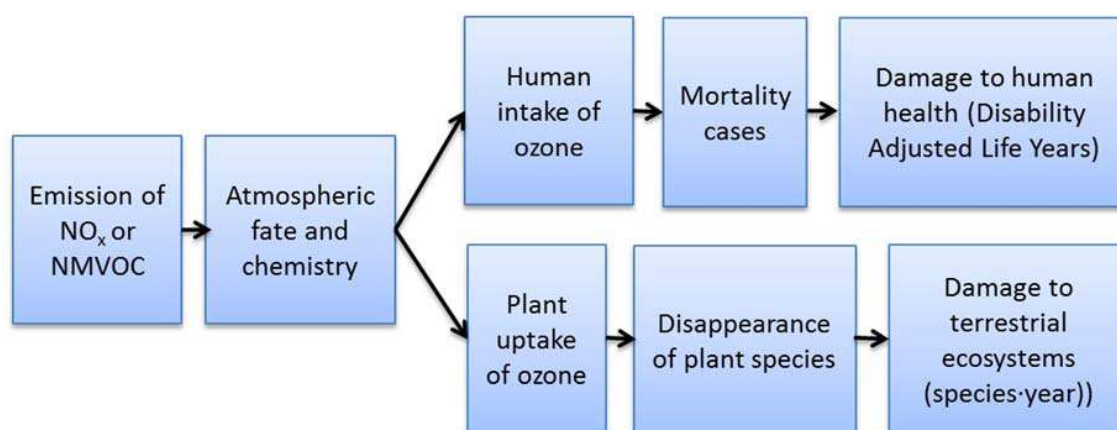 Emission of
NOₓ or
NMVOC
Atmospheric
fate and
chemistry
Human
intake of
ozone
Mortality
cases
Damage to human
health (Disability
Adjusted Life Years)
Plant
uptake
of ozone
Disappearance
of plant species
Damage to
terrestrial
ecosystems
(species·year))